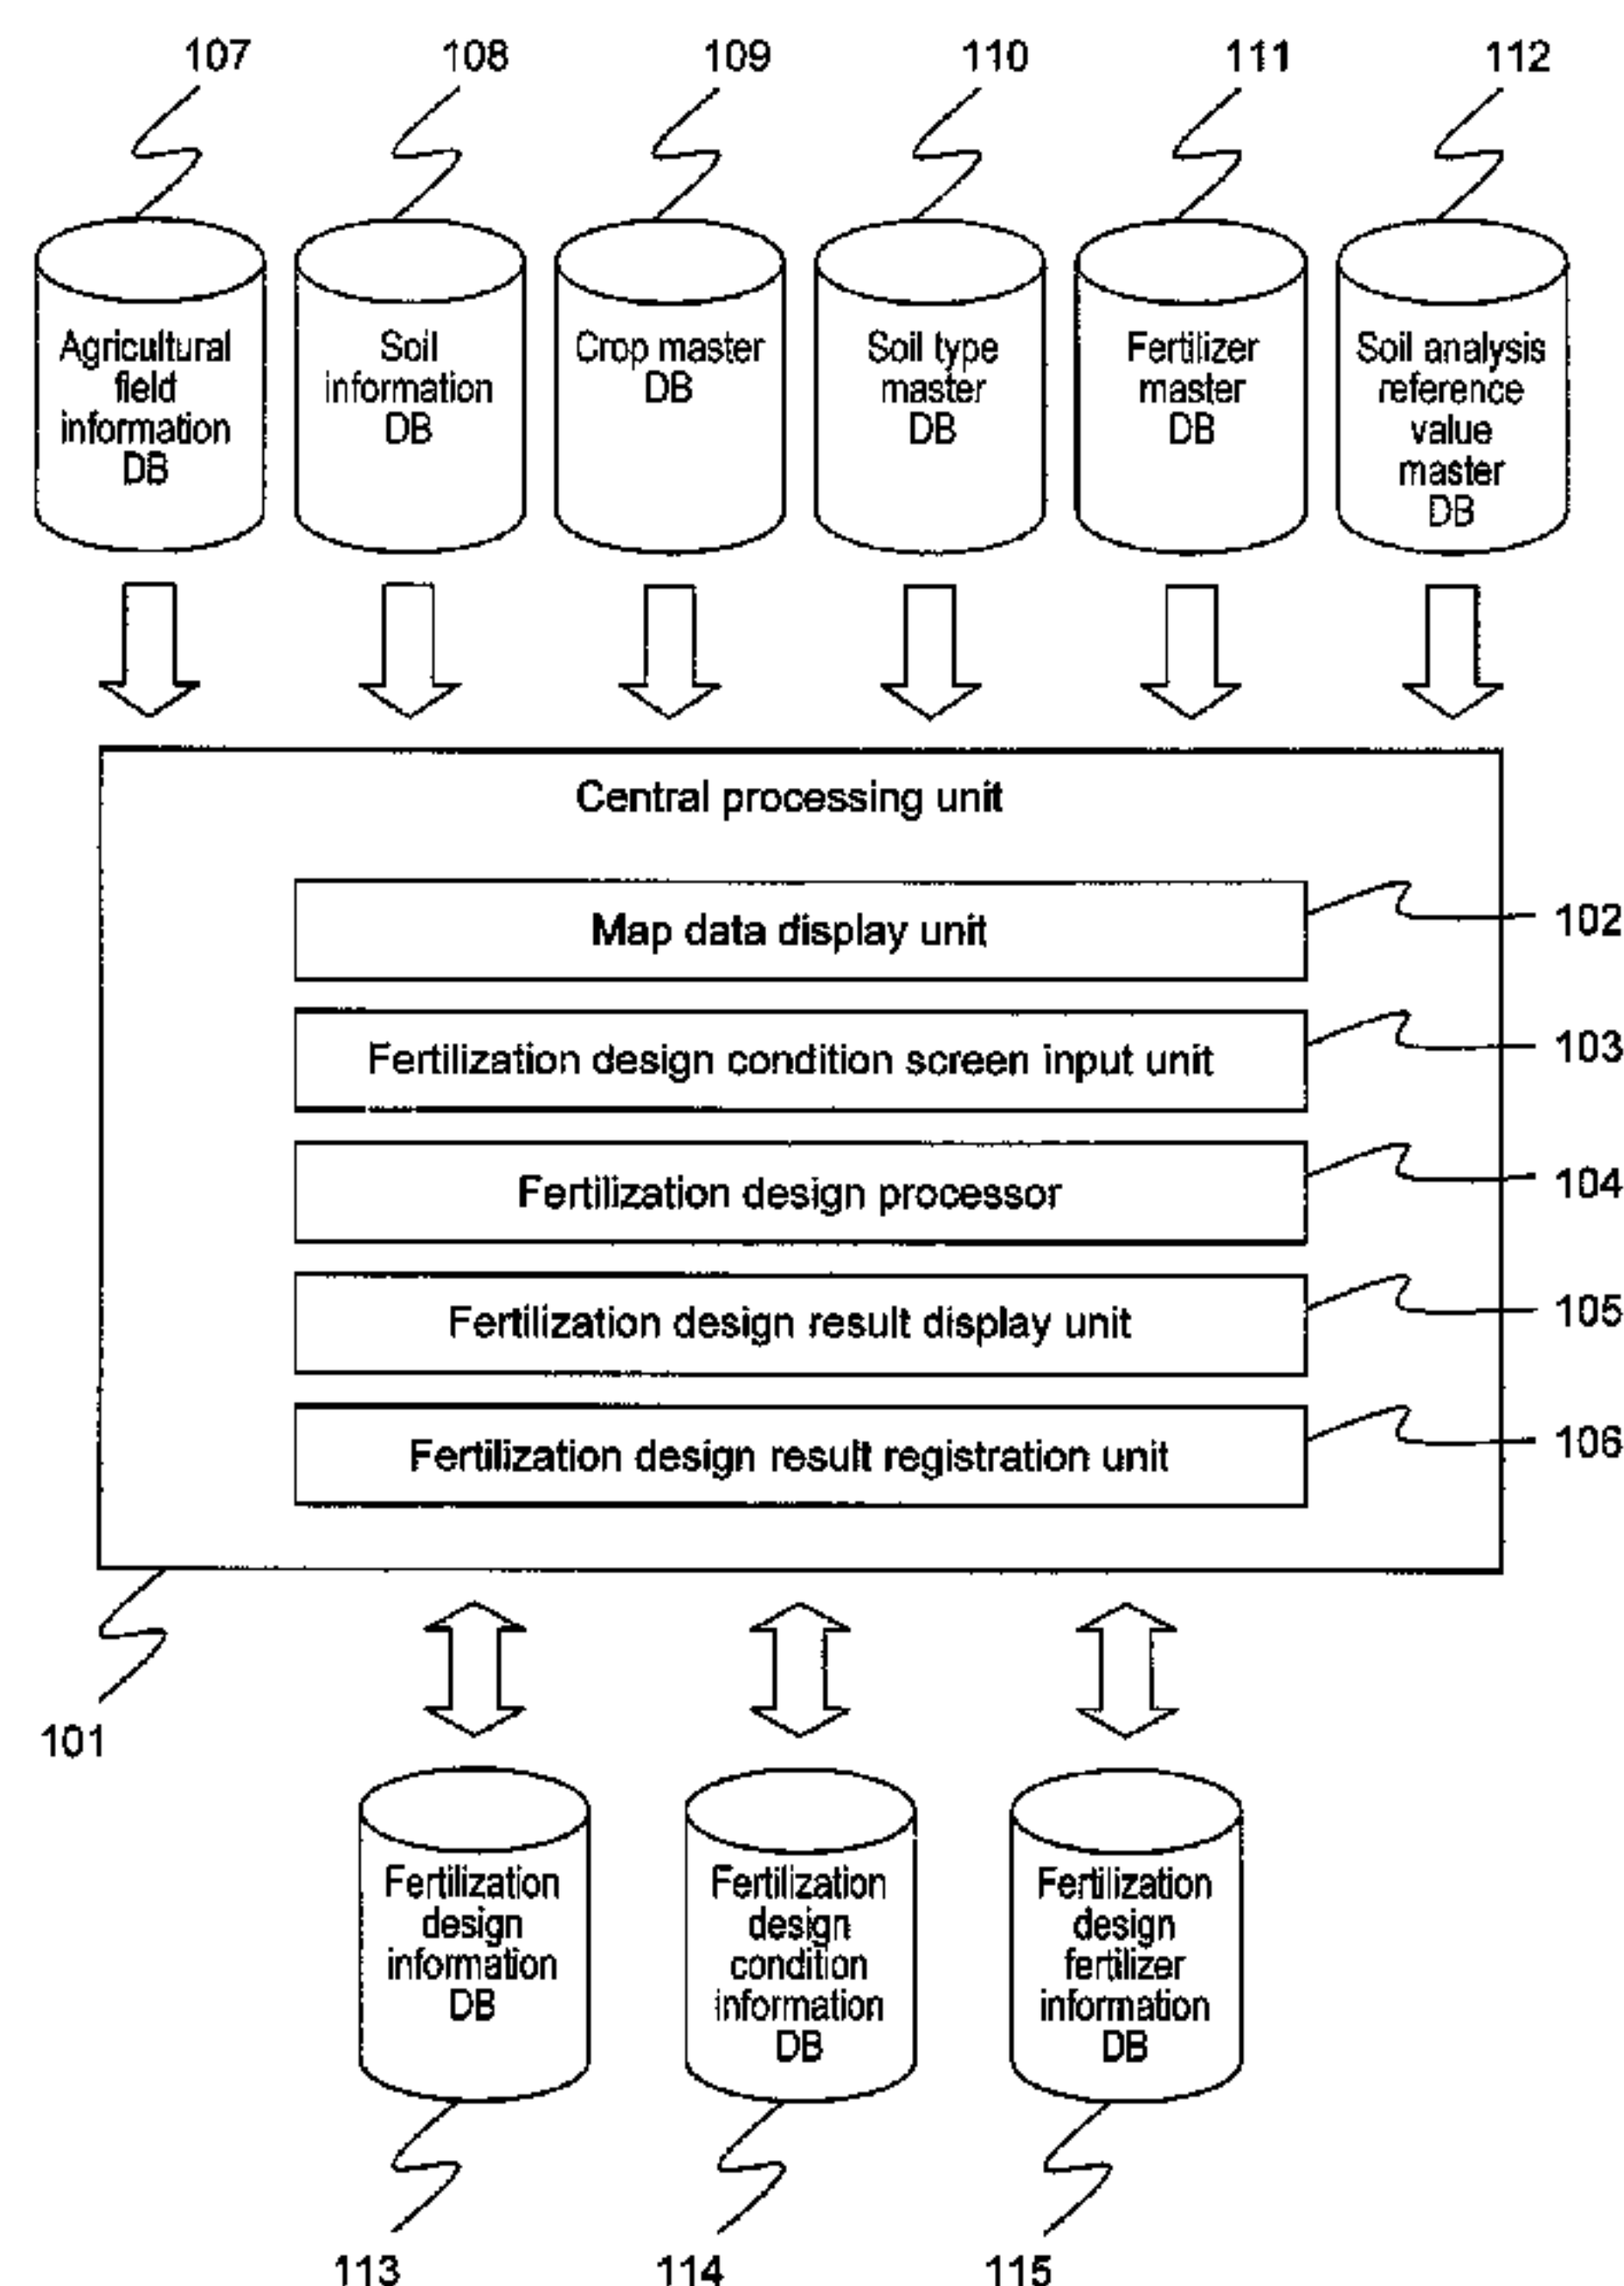 107 108 109 110 111 112
Agricultural
field
information
DB
Soil
information
DB
Crop master
DB
Soil type
master
DB
Fertilizer
master
DB
Soil analysis
reference
value
master
DB
Central processing unit
Map data display unit
102
Fertilization design condition screen input unit
103
Fertilization design processor
104
Fertilization design result display unit
105
Fertilization design result registration unit
106
101
Fertilization
design
information
DB
Fertilization
design
condition
information
DB
Fertilization
design
fertilizer
information
DB
113 114 115